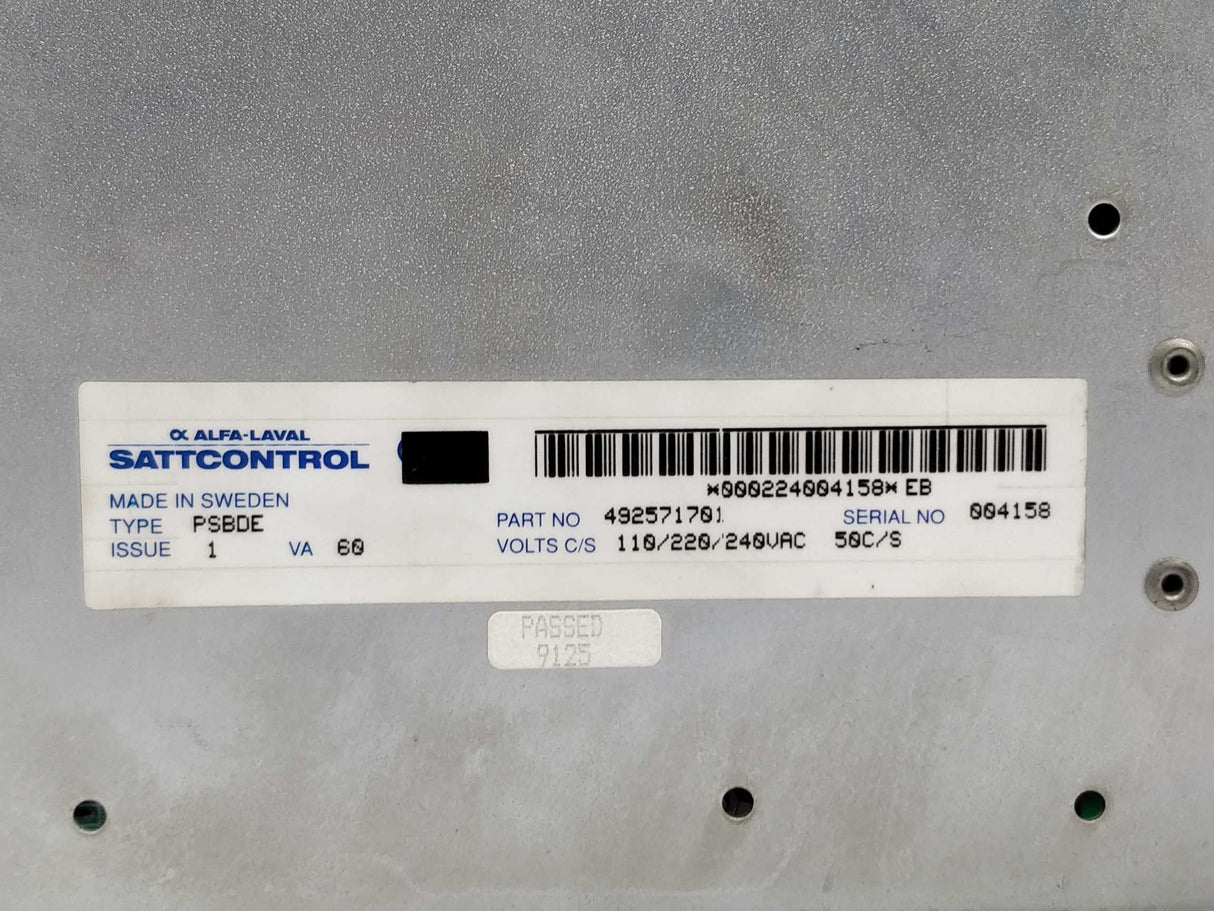 α ALFA-LAVAL
SATTCONTROL
*000224004158* EB
MADE IN SWEDEN
TYPE PSBDE
PART NO 492571701 SERIAL NO 004158
ISSUE 1 VA 60
VOLTS C/S 110/220/240VAC 50C/S
PASSED
9125